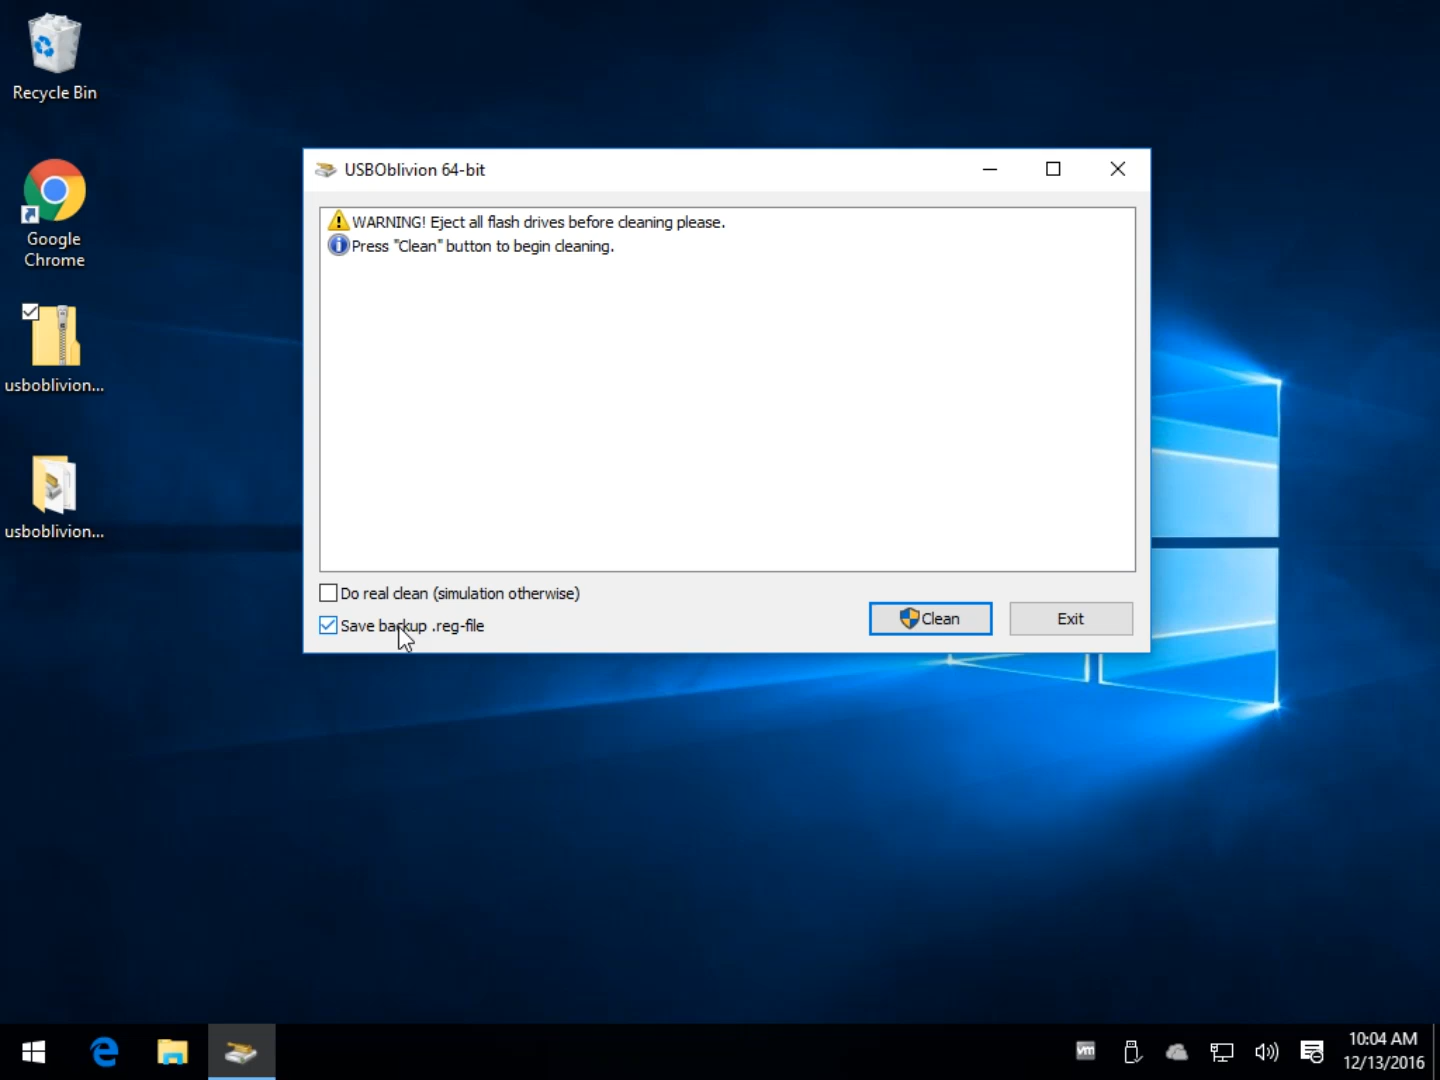 Recycle Bin
Google
Chrome
usboblivion...
usboblivion...
USBOblivion 64-bit
WARNING! Eject all flash drives before cleaning please.
Press "Clean" button to begin cleaning.
Do real clean (simulation otherwise)
Save backup .reg-file
Clean
Exit
vm
10:04 AM
12/13/2016